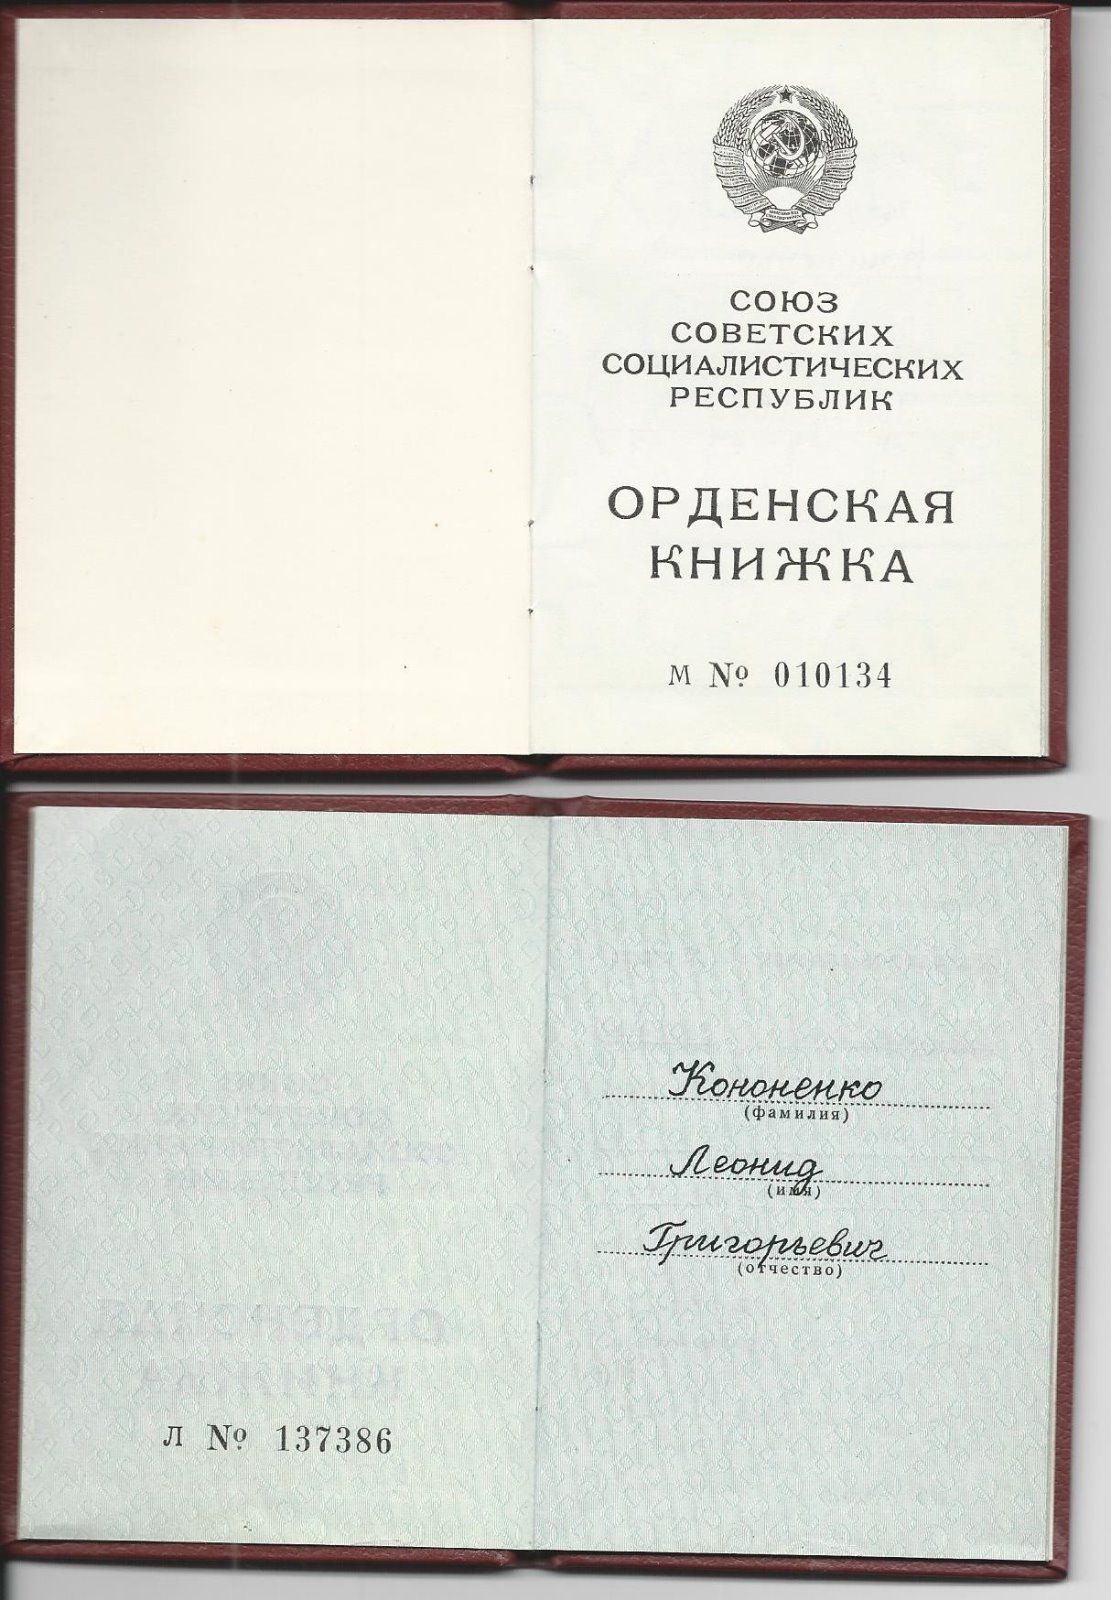 СОЮЗ
СОВЕТСКИХ
СОЦИАЛИСТИЧЕСКИХ
РЕСПУБЛИК
ОРДЕНСКАЯ
КНИЖКА
М № 010134
Кононенко
(фамилия)
Леонид
(имя)
Григорьевич
(отчество)
Л № 137386